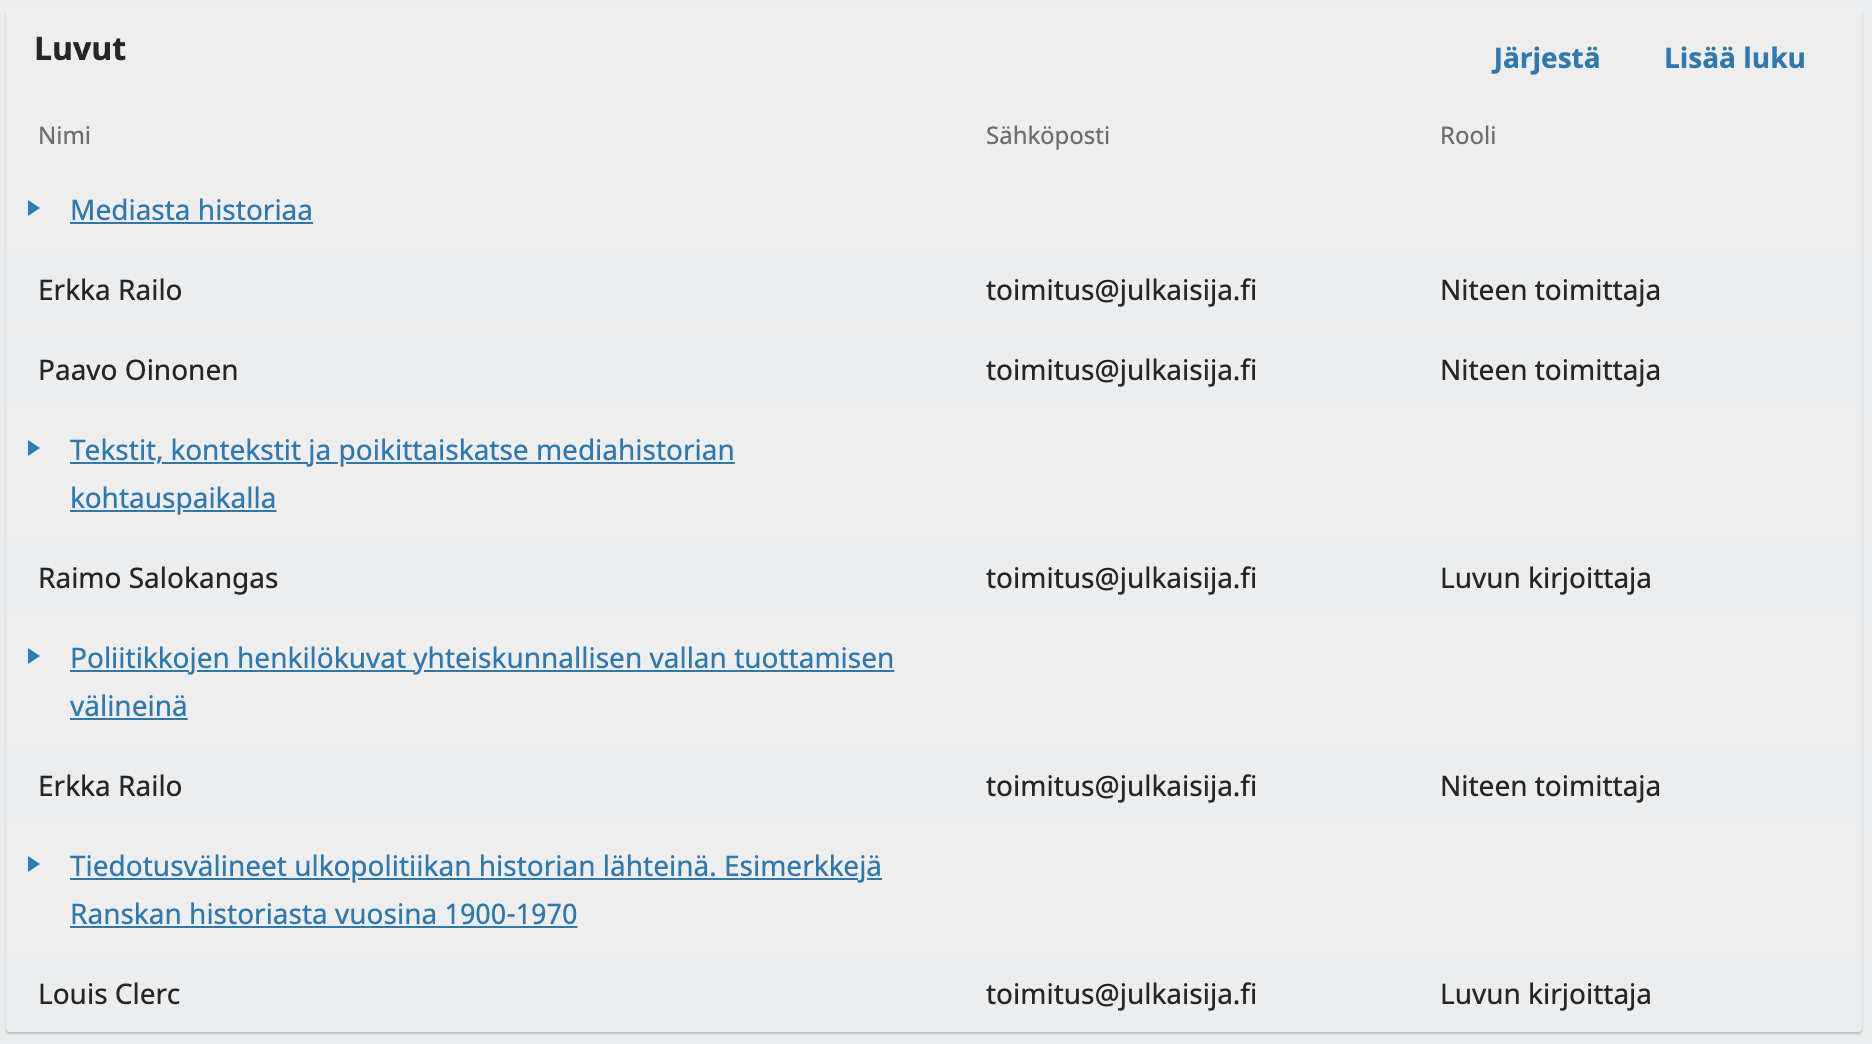 Luvut
Järjestä Lisää luku
Nimi Sähköposti Rooli
Mediasta historiaa
Erkka Railo toimitus@julkaisija.fi Niteen toimittaja
Paavo Oinonen toimitus@julkaisija.fi Niteen toimittaja
Tekstit, kontekstit ja poikittaiskatse mediahistorian
kohtauspaikalla
Raimo Salokangas toimitus@julkaisija.fi Luvun kirjoittaja
Poliitikkojen henkilökuvat yhteiskunnallisen vallan tuottamisen
välineinä
Erkka Railo toimitus@julkaisija.fi Niteen toimittaja
Tiedotusvälineet ulkopolitiikan historian lähteinä. Esimerkkejä
Ranskan historiasta vuosina 1900-1970
Louis Clerc toimitus@julkaisija.fi Luvun kirjoittaja